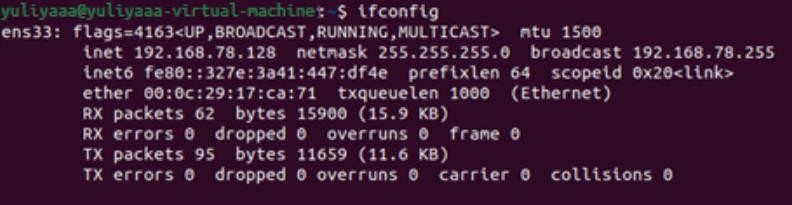 yuliyaaa@yuliyaaa-virtual-machine:~$ ifconfig
ens33: flags=4163<UP,BROADCAST,RUNNING,MULTICAST>  mtu 1500
        inet 192.168.78.128  netmask 255.255.255.0  broadcast 192.168.78.255
        inet6 fe80::327e:3a41:447:df4e  prefixlen 64  scopeid 0x20<link>
        ether 00:0c:29:17:ca:71  txqueuelen 1000  (Ethernet)
        RX packets 62  bytes 15900 (15.9 KB)
        RX errors 0  dropped 0  overruns 0  frame 0
        TX packets 95  bytes 11659 (11.6 KB)
        TX errors 0  dropped 0 overruns 0  carrier 0  collisions 0